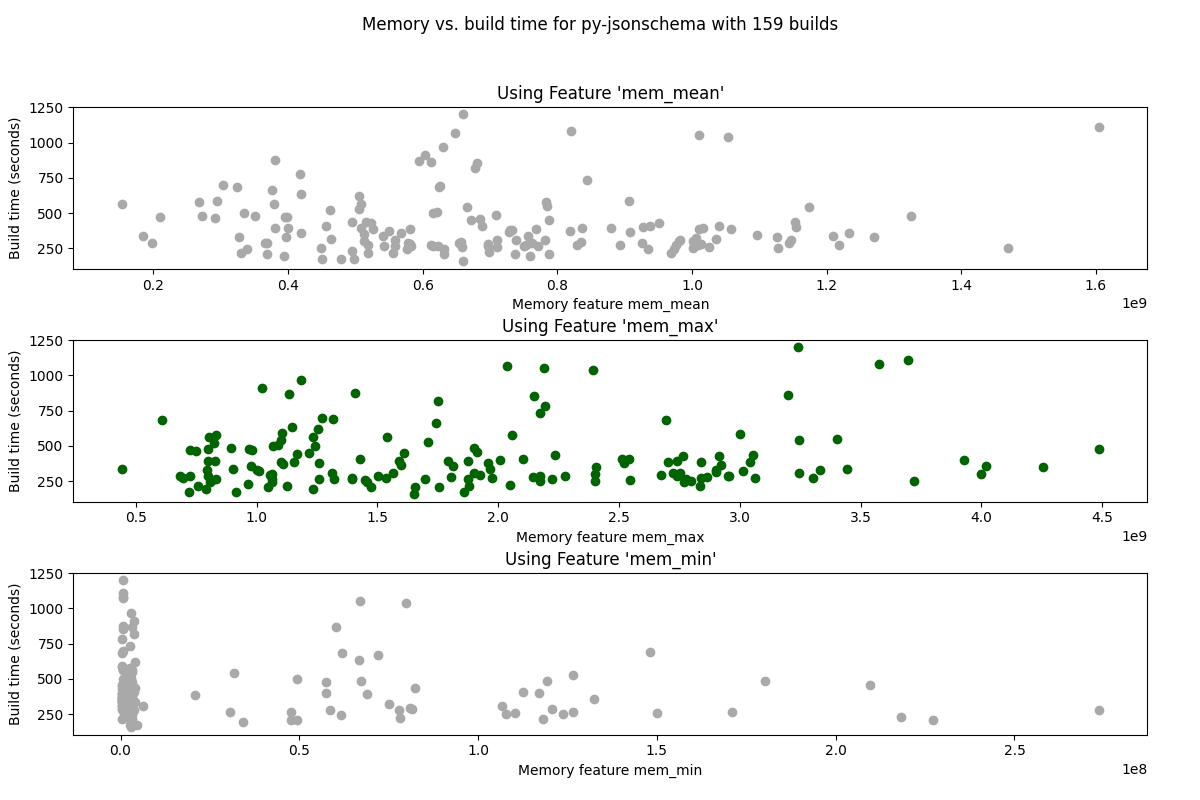 Memory vs. build time for py-jsonschema with 159 builds
Using Feature 'mem_mean'
Build time (seconds)
1250
1000
750
500
250
0.2 0.4 0.6 0.8 1.0 1.2 1.4 1.6
1e9
Memory feature mem_mean
Using Feature 'mem_max'
Build time (seconds)
1250
1000
750
500
250
0.5 1.0 1.5 2.0 2.5 3.0 3.5 4.0 4.5
1e9
Memory feature mem_max
Using Feature 'mem_min'
Build time (seconds)
1250
1000
750
500
250
0.0 0.5 1.0 1.5 2.0 2.5
1e8
Memory feature mem_min